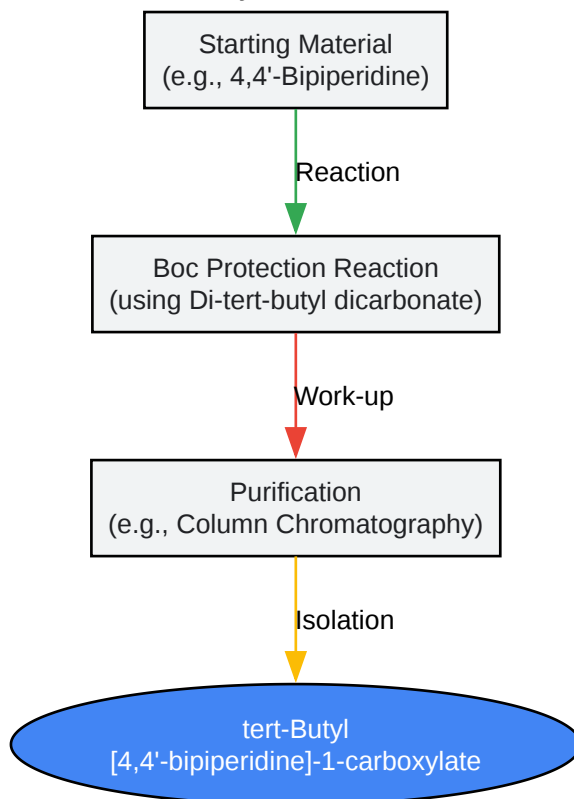 Starting Material
(e.g., 4,4'-Bipiperidine)
Reaction
Boc Protection Reaction
(using Di-tert-butyl dicarbonate)
Work-up
Purification
(e.g., Column Chromatography)
Isolation
tert-Butyl
[4,4'-bipiperidine]-1-carboxylate